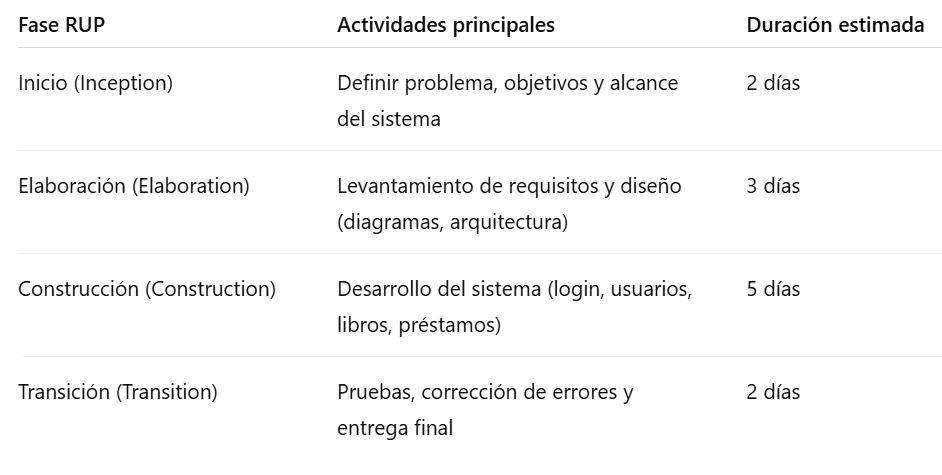 Fase RUP Actividades principales Duración estimada
Inicio (Inception) Definir problema, objetivos y alcance 2 días
del sistema
Elaboración (Elaboration) Levantamiento de requisitos y diseño 3 días
(diagramas, arquitectura)
Construcción (Construction) Desarrollo del sistema (login, usuarios, 5 días
libros, préstamos)
Transición (Transition) Pruebas, corrección de errores y 2 días
entrega final